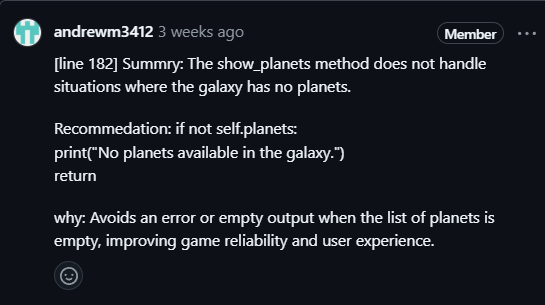 andrewm3412 3 weeks ago Member ...
[line 182] Summry: The show_planets method does not handle
situations where the galaxy has no planets.
Recommedation: if not self.planets:
print("No planets available in the galaxy.")
return
why: Avoids an error or empty output when the list of planets is
empty, improving game reliability and user experience.